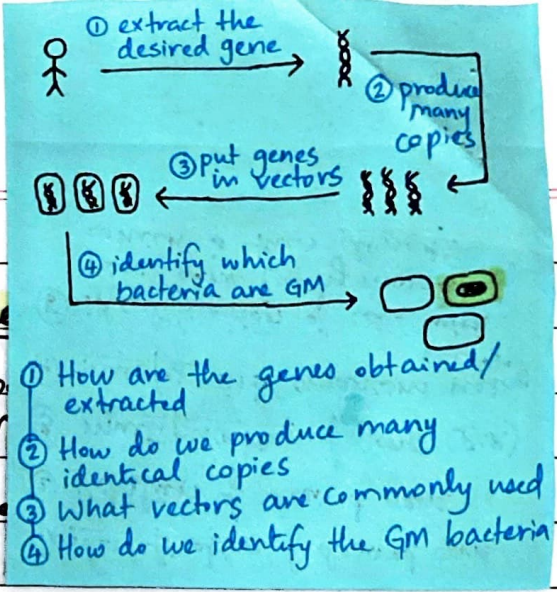 ① extract the
desired gene
② produce
many
copies
③ put genes
in vectors
④ identify which
bacteria are GM
① How are the genes obtained/
extracted
② How do we produce many
identical copies
③ What vectors are commonly used
④ How do we identify the GM bacteria